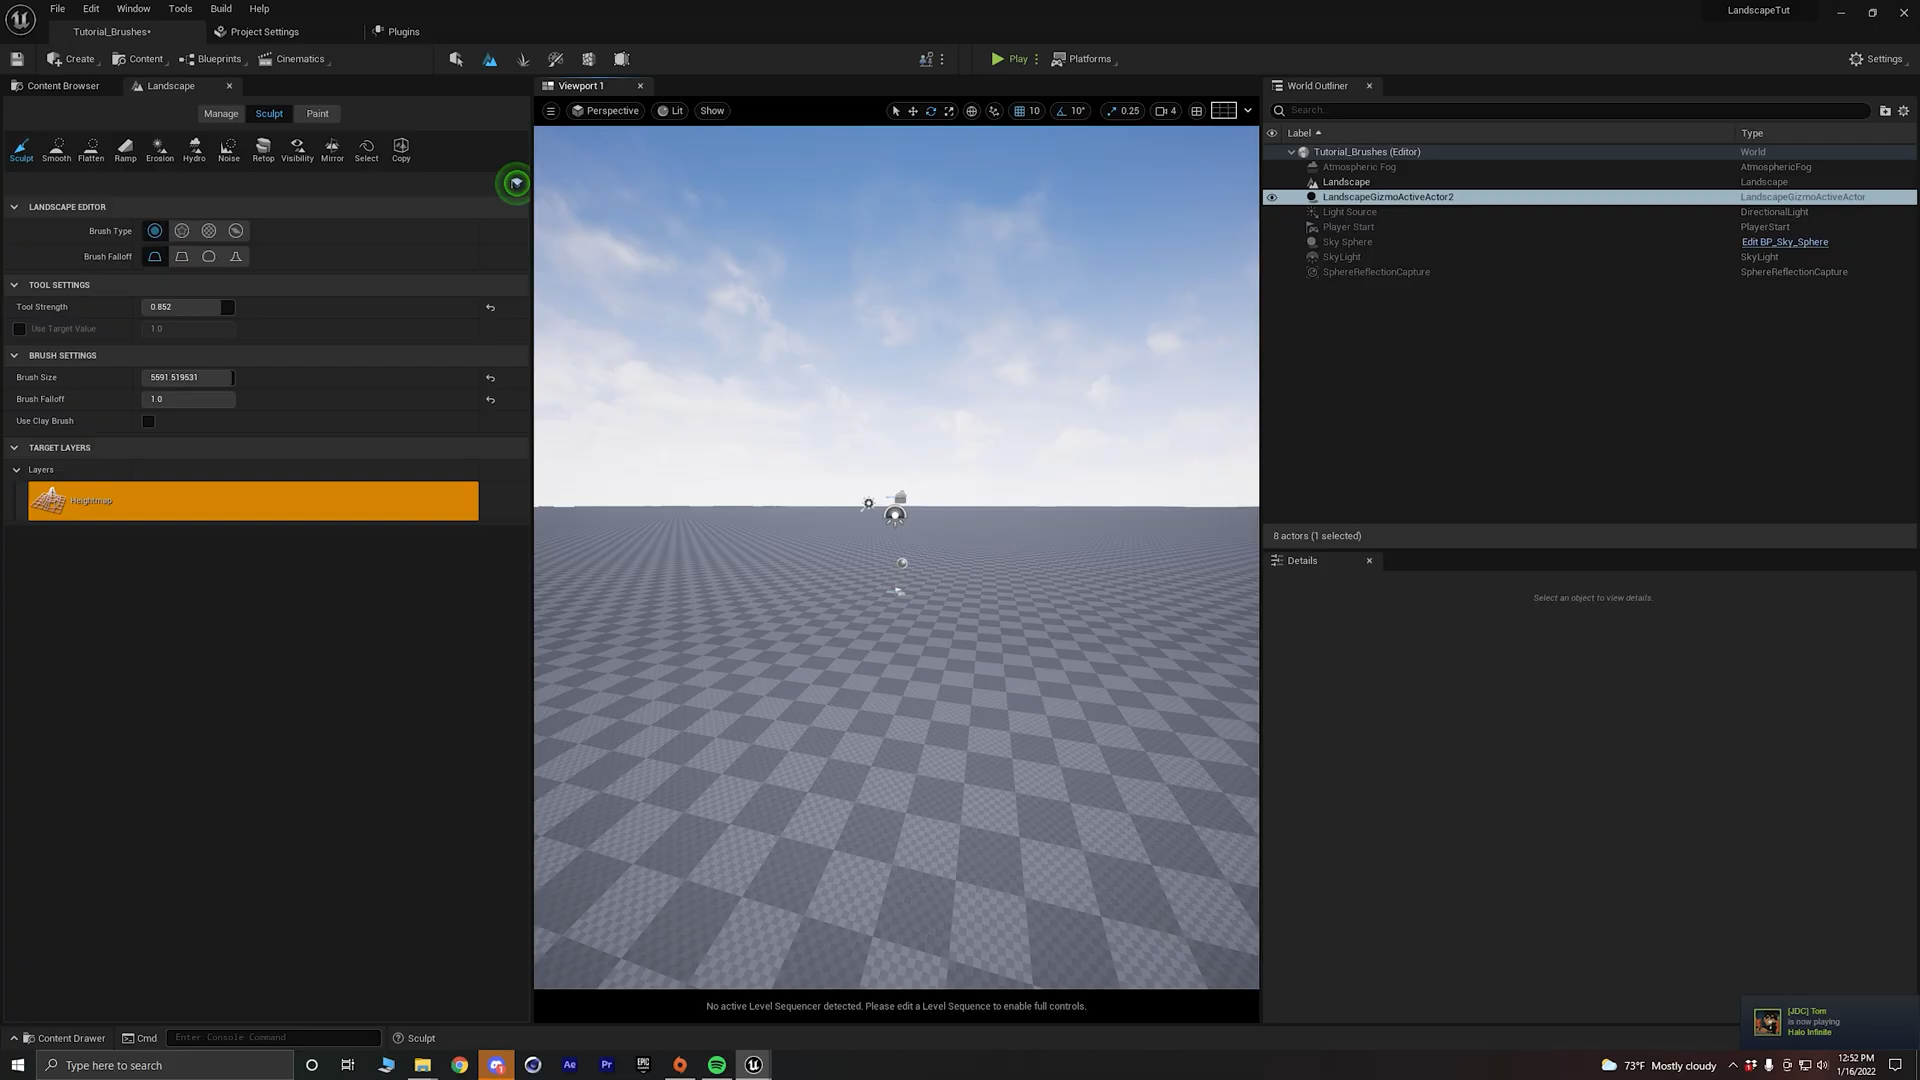 File Edit Window Tools Build Help
LandscapeTut
Tutorial_Brushes•
Project Settings
Plugins
Create
Content
Blueprints
Cinematics
Play
Platforms
Settings
Content Browser
Landscape
Viewport 1
World Outliner
Manage Sculpt Paint
Perspective Lit Show
10 10° 0.25 4
Search...
Label Type
Sculpt Smooth Flatten Ramp Erosion Hydro Noise Retop Visibility Mirror Select Copy
Tutorial_Brushes (Editor) World
Atmospheric Fog AtmosphericFog
Landscape Landscape
LandscapeGizmoActiveActor2 LandscapeGizmoActiveActor
Light Source DirectionalLight
Player Start PlayerStart
Sky Sphere Edit BP_Sky_Sphere
SkyLight SkyLight
SphereReflectionCapture SphereReflectionCapture
LANDSCAPE EDITOR
Brush Type
Brush Falloff
TOOL SETTINGS
Tool Strength 0.852
Use Target Value 1.0
BRUSH SETTINGS
Brush Size 5591.519531
Brush Falloff 1.0
Use Clay Brush
TARGET LAYERS
Layers
Heightmap
8 actors (1 selected)
Details
Select an object to view details.
No active Level Sequencer detected. Please edit a Level Sequence to enable full controls.
[JDC] Tom
is now playing
Halo Infinite
Content Drawer Cmd Enter Console Command Sculpt
Type here to search
Ae Pr EPIC
73°F Mostly cloudy
12:52 PM
1/16/2022